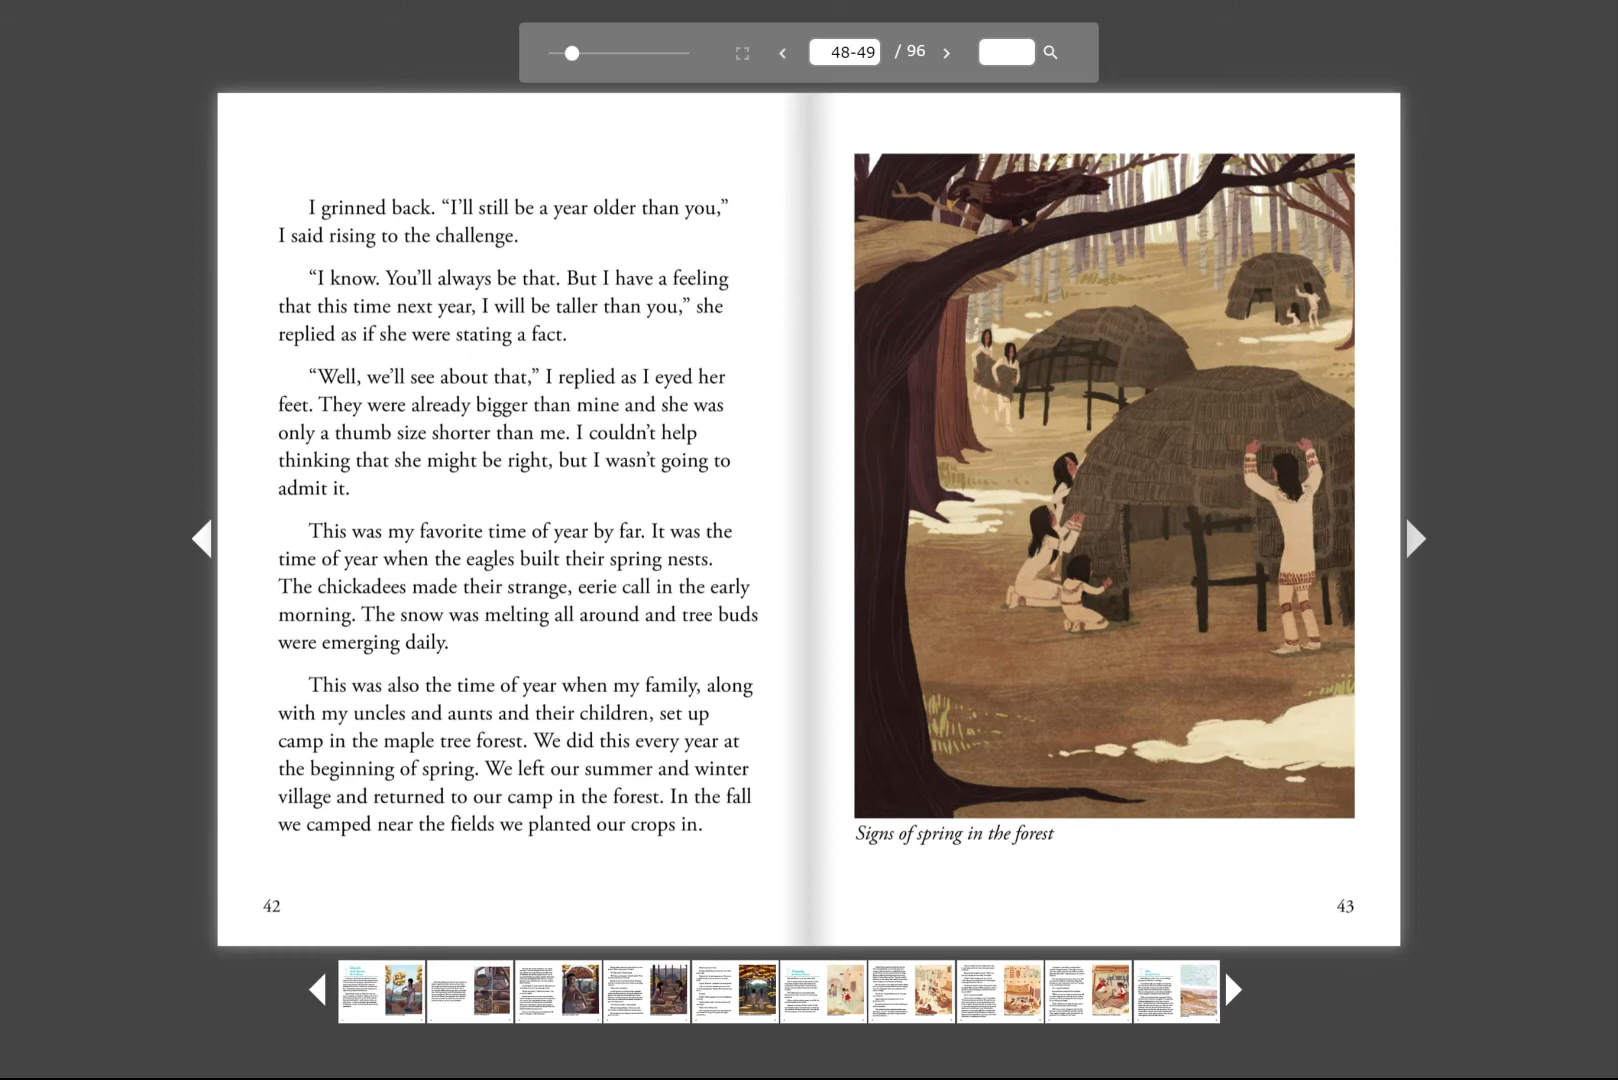 48-49 / 96
I grinned back. “I’ll still be a year older than you,”
I said rising to the challenge.
“I know. You’ll always be that. But I have a feeling
that this time next year, I will be taller than you,” she
replied as if she were stating a fact.
“Well, we’ll see about that,” I replied as I eyed her
feet. They were already bigger than mine and she was
only a thumb size shorter than me. I couldn’t help
thinking that she might be right, but I wasn’t going to
admit it.
This was my favorite time of year by far. It was the
time of year when the eagles built their spring nests.
The chickadees made their strange, eerie call in the early
morning. The snow was melting all around and tree buds
were emerging daily.
This was also the time of year when my family, along
with my uncles and aunts and their children, set up
camp in the maple tree forest. We did this every year at
the beginning of spring. We left our summer and winter
village and returned to our camp in the forest. In the fall
we camped near the fields we planted our crops in.
42
Signs of spring in the forest
43